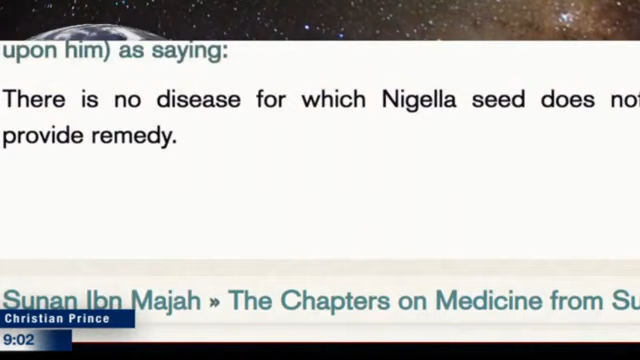 upon him) as saying:
There is no disease for which Nigella seed does not
provide remedy.
Sunan Ibn Majah » The Chapters on Medicine from Su
Christian Prince
9:02